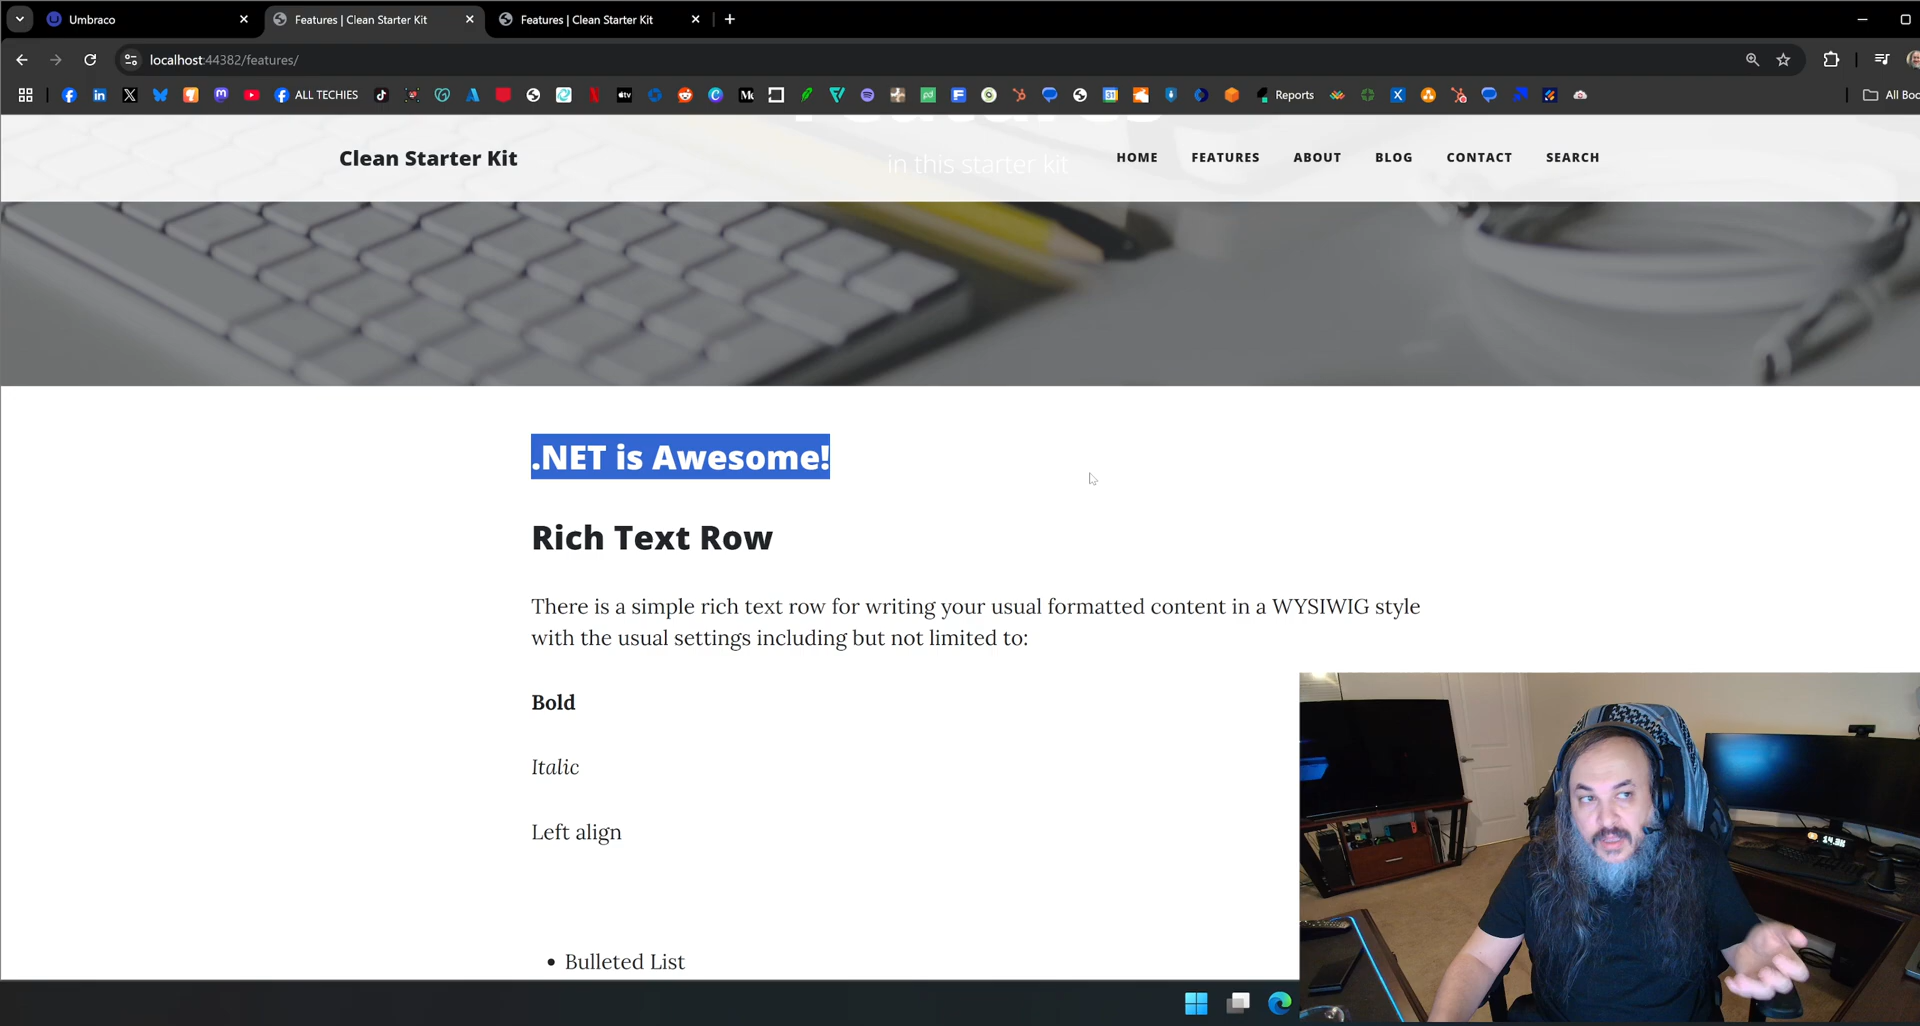 Umbraco
Features | Clean Starter Kit
Features | Clean Starter Kit
localhost:44382/features/
ALL TECHIES
Reports
All Boo
Clean Starter Kit
in this starter kit
HOME
FEATURES
ABOUT
BLOG
CONTACT
SEARCH
.NET is Awesome!
Rich Text Row
There is a simple rich text row for writing your usual formatted content in a WYSIWIG style
with the usual settings including but not limited to:
Bold
Italic
Left align
• Bulleted List